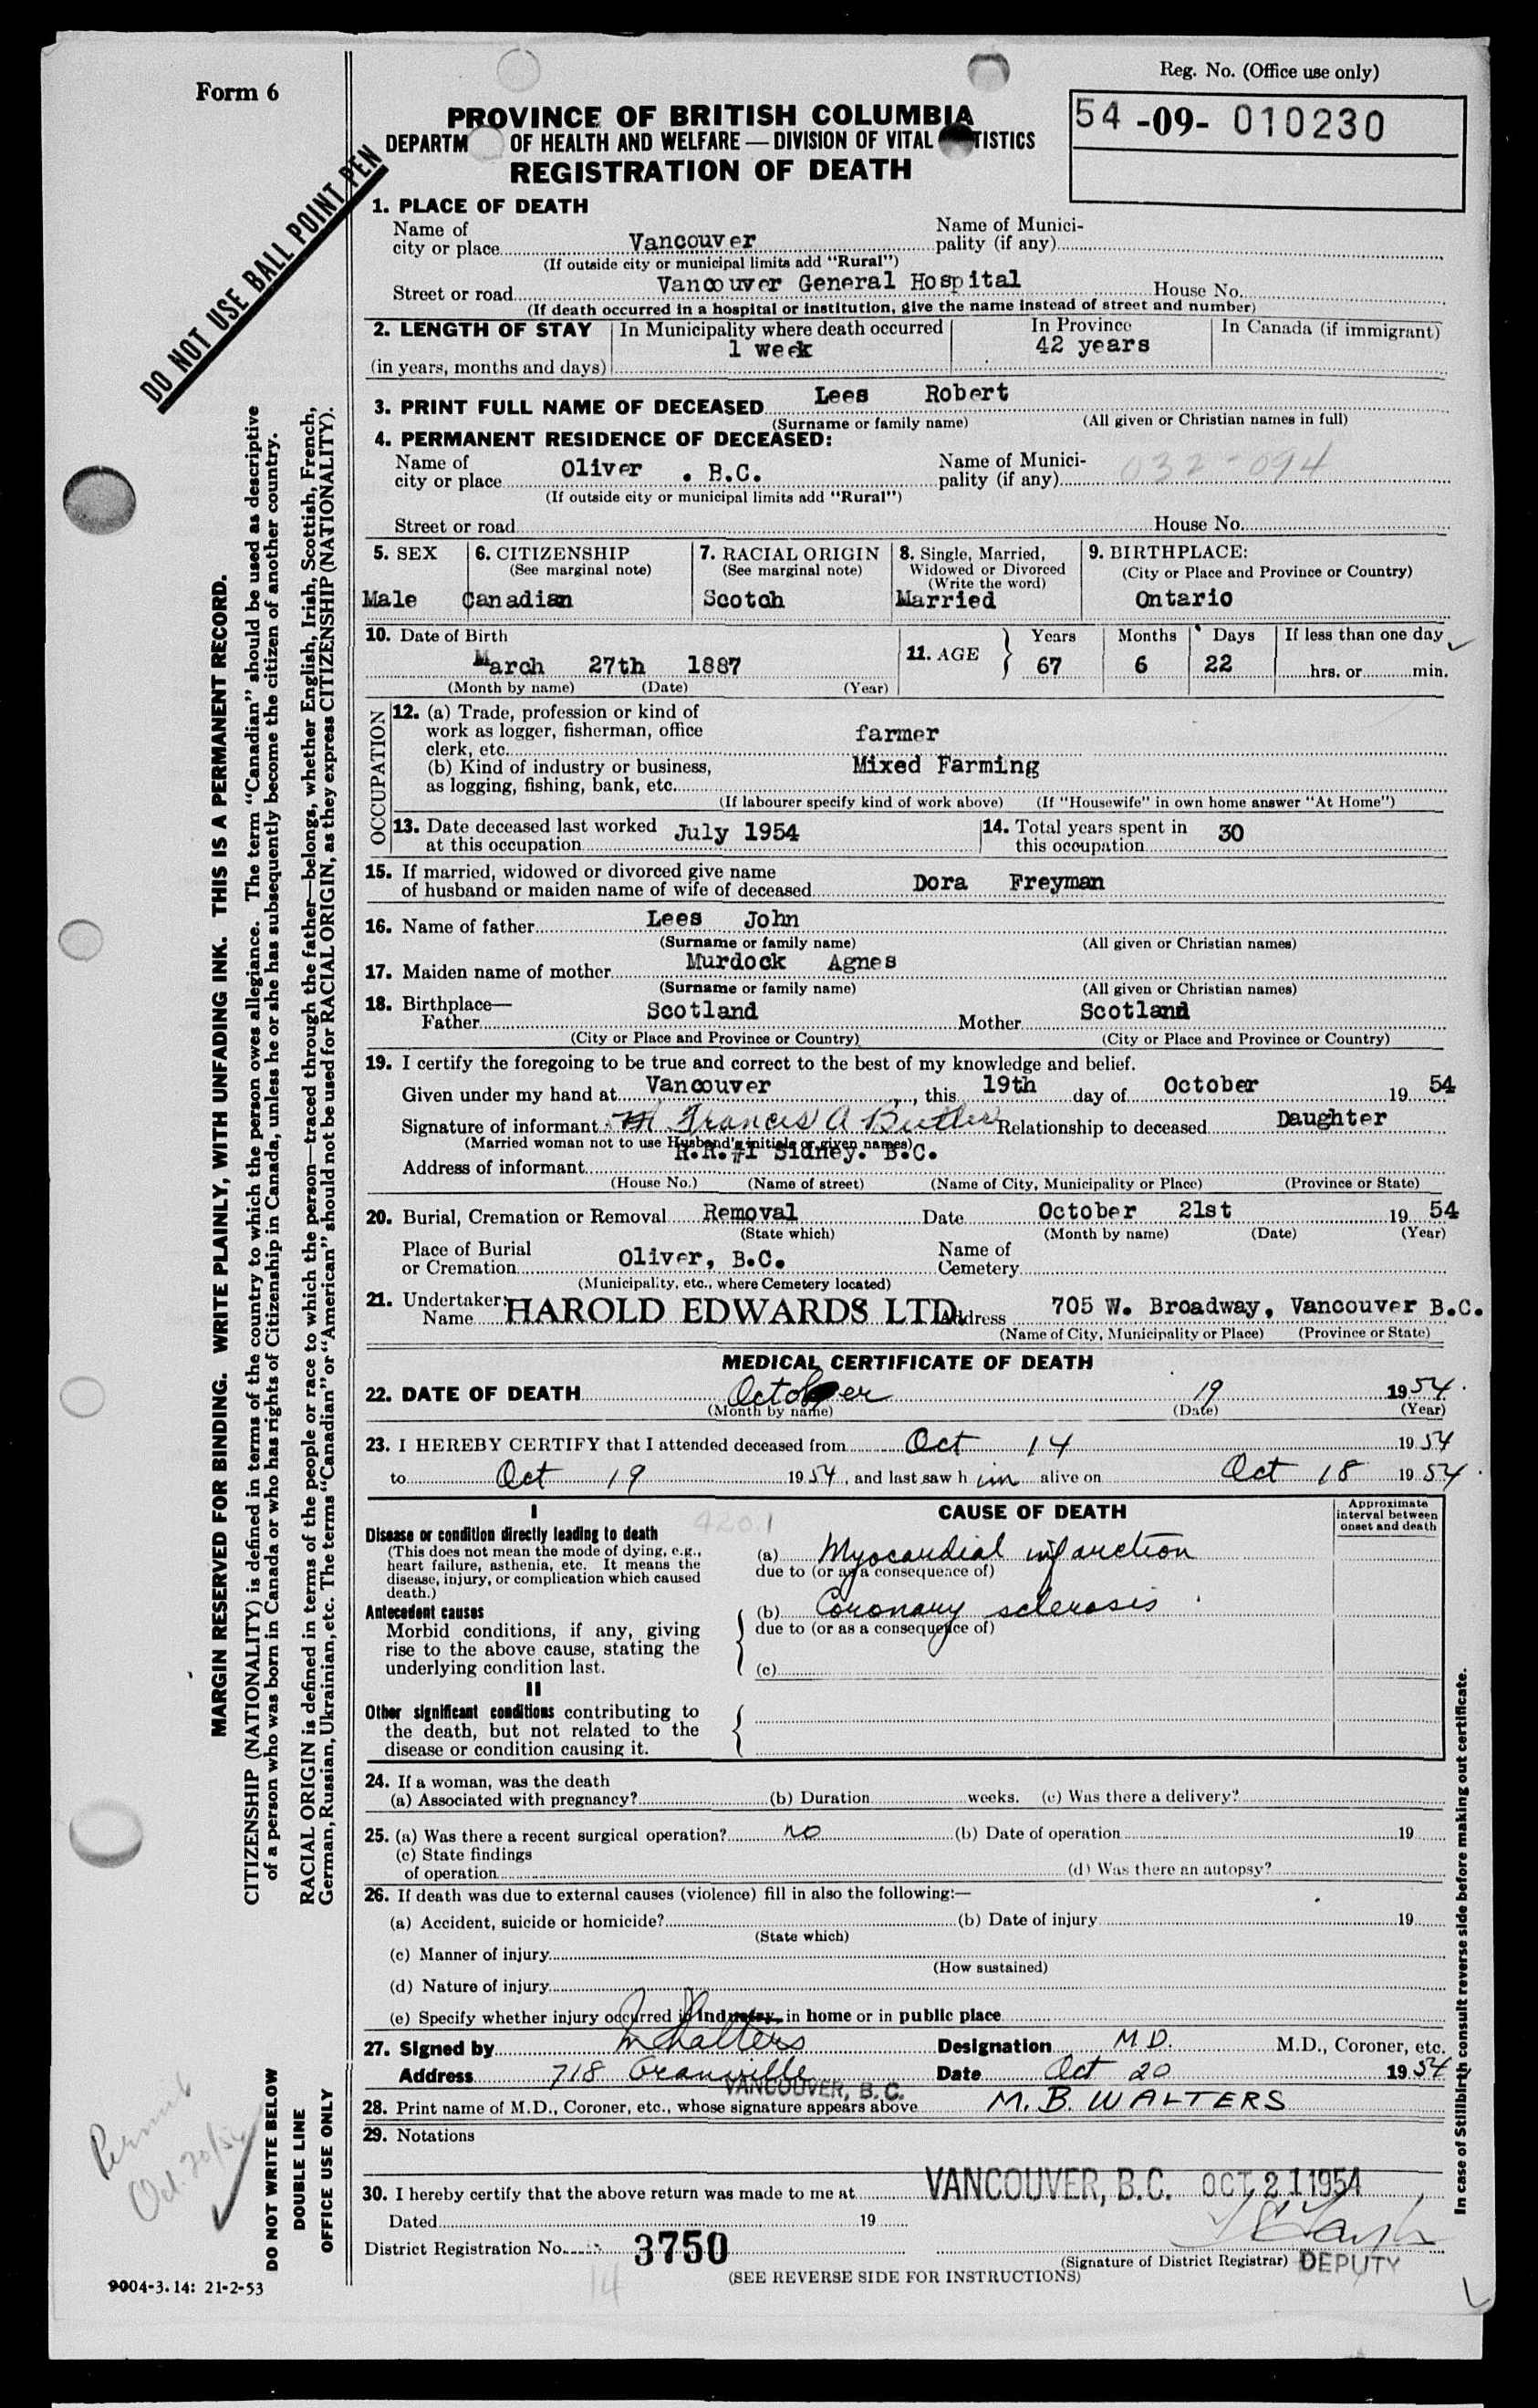 Form 6
Reg. No. (Office use only)
54 -09- 010230
PROVINCE OF BRITISH COLUMBIA
DEPARTM OF HEALTH AND WELFARE — DIVISION OF VITAL TISTICS
REGISTRATION OF DEATH
DO NOT USE BALL POINT PEN
1. PLACE OF DEATH
Name of city or place Vancouver Name of Munici-pality (if any)
(If outside city or municipal limits add "Rural")
Street or road Vancouver General Hospital House No.
(If death occurred in a hospital or institution, give the name instead of street and number)
2. LENGTH OF STAY In Municipality where death occurred In Province In Canada (if immigrant)
(in years, months and days) 1 week 42 years
3. PRINT FULL NAME OF DECEASED Lees Robert
(Surname or family name) (All given or Christian names in full)
4. PERMANENT RESIDENCE OF DECEASED:
Name of city or place Oliver . B.C. Name of Munici-pality (if any) 032-094
(If outside city or municipal limits add "Rural")
Street or road House No.
5. SEX 6. CITIZENSHIP (See marginal note) 7. RACIAL ORIGIN (See marginal note) 8. Single, Married, Widowed or Divorced (Write the word) 9. BIRTHPLACE: (City or Place and Province or Country)
Male Canadian Scotch Married Ontario
10. Date of Birth 11. AGE Years Months Days If less than one day
March 27th 1887 67 6 22 hrs. or min.
(Month by name) (Date) (Year)
OCCUPATION
12. (a) Trade, profession or kind of
work as logger, fisherman, office
clerk, etc. farmer
(b) Kind of industry or business,
as logging, fishing, bank, etc. Mixed Farming
(If labourer specify kind of work above) (If "Housewife" in own home answer "At Home")
13. Date deceased last worked at this occupation July 1954 14. Total years spent in this occupation 30
15. If married, widowed or divorced give name
of husband or maiden name of wife of deceased Dora Freyman
16. Name of father Lees John
(Surname or family name) (All given or Christian names)
17. Maiden name of mother Murdock Agnes
(Surname or family name) (All given or Christian names)
18. Birthplace—
Father Scotland Mother Scotland
(City or Place and Province or Country) (City or Place and Province or Country)
19. I certify the foregoing to be true and correct to the best of my knowledge and belief.
Given under my hand at Vancouver, this 19th day of October 19 54
Signature of informant Francis A Butler Relationship to deceased Daughter
(Married woman not to use Husband's initials or given names)
Address of informant R.R.#1 Sidney. B.C.
(House No.) (Name of street) (Name of City, Municipality or Place) (Province or State)
20. Burial, Cremation or Removal Removal Date October 21st 19 54
(State which) (Month by name) (Date) (Year)
Place of Burial or Cremation Oliver, B.C. Name of Cemetery
(Municipality, etc., where Cemetery located)
21. Undertaker: Name HAROLD EDWARDS LTD. Address 705 W. Broadway, Vancouver B.C.
(Name of City, Municipality or Place) (Province or State)
MEDICAL CERTIFICATE OF DEATH
22. DATE OF DEATH October 19 1954
(Month by name) (Date) (Year)
23. I HEREBY CERTIFY that I attended deceased from Oct 14 1954
to Oct 19 1954, and last saw him alive on Oct 18 1954
I CAUSE OF DEATH Approximate interval between onset and death
420.1
Disease or condition directly leading to death
(This does not mean the mode of dying, e.g.,
heart failure, asthenia, etc. It means the
disease, injury, or complication which caused
death.)
(a) Myocardial infarction
due to (or as a consequence of)
Antecedent causes
Morbid conditions, if any, giving
rise to the above cause, stating the
underlying condition last.
(b) Coronary sclerosis
due to (or as a consequence of)
(c)
II
Other significant conditions contributing to
the death, but not related to the
disease or condition causing it.
24. If a woman, was the death
(a) Associated with pregnancy? (b) Duration weeks. (c) Was there a delivery?
25. (a) Was there a recent surgical operation? no (b) Date of operation 19
(c) State findings
of operation (d) Was there an autopsy?
26. If death was due to external causes (violence) fill in also the following:—
(a) Accident, suicide or homicide? (b) Date of injury 19
(State which)
(c) Manner of injury
(How sustained)
(d) Nature of injury
(e) Specify whether injury occurred in industry, in home or in public place
27. Signed by M Walters Designation M.D. M.D., Coroner, etc.
Address 718 Granville Date Oct 20 1954
VANCOUVER, B. C.
28. Print name of M.D., Coroner, etc., whose signature appears above M. B. WALTERS
29. Notations
30. I hereby certify that the above return was made to me at VANCOUVER, B.C. OCT 21 1954
Dated 19
District Registration No. 3750
(Signature of District Registrar) DEPUTY
14
(SEE REVERSE SIDE FOR INSTRUCTIONS)
MARGIN RESERVED FOR BINDING. WRITE PLAINLY, WITH UNFADING INK. THIS IS A PERMANENT RECORD.
CITIZENSHIP (NATIONALITY) is defined in terms of the country to which the person owes allegiance. The term "Canadian" should be used as descriptive
of a person who was born in Canada or who has rights of Citizenship in Canada, unless he or she has subsequently become the citizen of another country.
RACIAL ORIGIN is defined in terms of the people or race to which the person—traced through the father—belongs, whether English, Irish, Scottish, French,
German, Russian, Ukrainian, etc. The terms "Canadian" or "American" should not be used for RACIAL ORIGIN, as they express CITIZENSHIP (NATIONALITY).
DO NOT WRITE BELOW
DOUBLE LINE
OFFICE USE ONLY
Permit
Oct. 20/54
9004-3.14: 21-2-53
In case of Stillbirth consult reverse side before making out certificate.